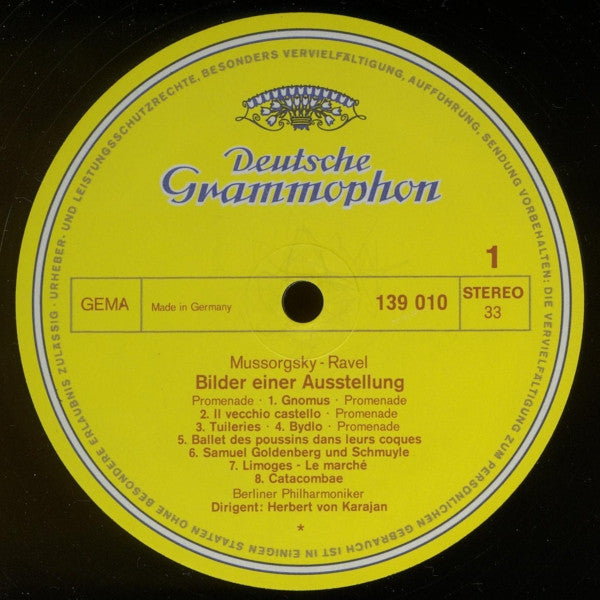 URHEBER- UND LEISTUNGSSCHUTZRECHTE, BESONDERS VERVIELFÄLTIGUNG, AUFFÜHRUNG, SENDUNG VORBEHALTEN; DIE VERVIELFÄLTIGUNG ZUM PERSÖNLICHEN GEBRAUCH IST IN EINIGEN STAATEN OHNE BESONDERE ERLAUBNIS ZULÄSSIG ·
Deutsche
Grammophon
1
GEMA Made in Germany 139 010 STEREO
33
Mussorgsky - Ravel
Bilder einer Ausstellung
Promenade · 1. Gnomus · Promenade
2. Il vecchio castello · Promenade
3. Tuileries · 4. Bydlo · Promenade
5. Ballet des poussins dans leurs coques
6. Samuel Goldenberg und Schmuyle
7. Limoges - Le marché
8. Catacombae
Berliner Philharmoniker
Dirigent: Herbert von Karajan
*